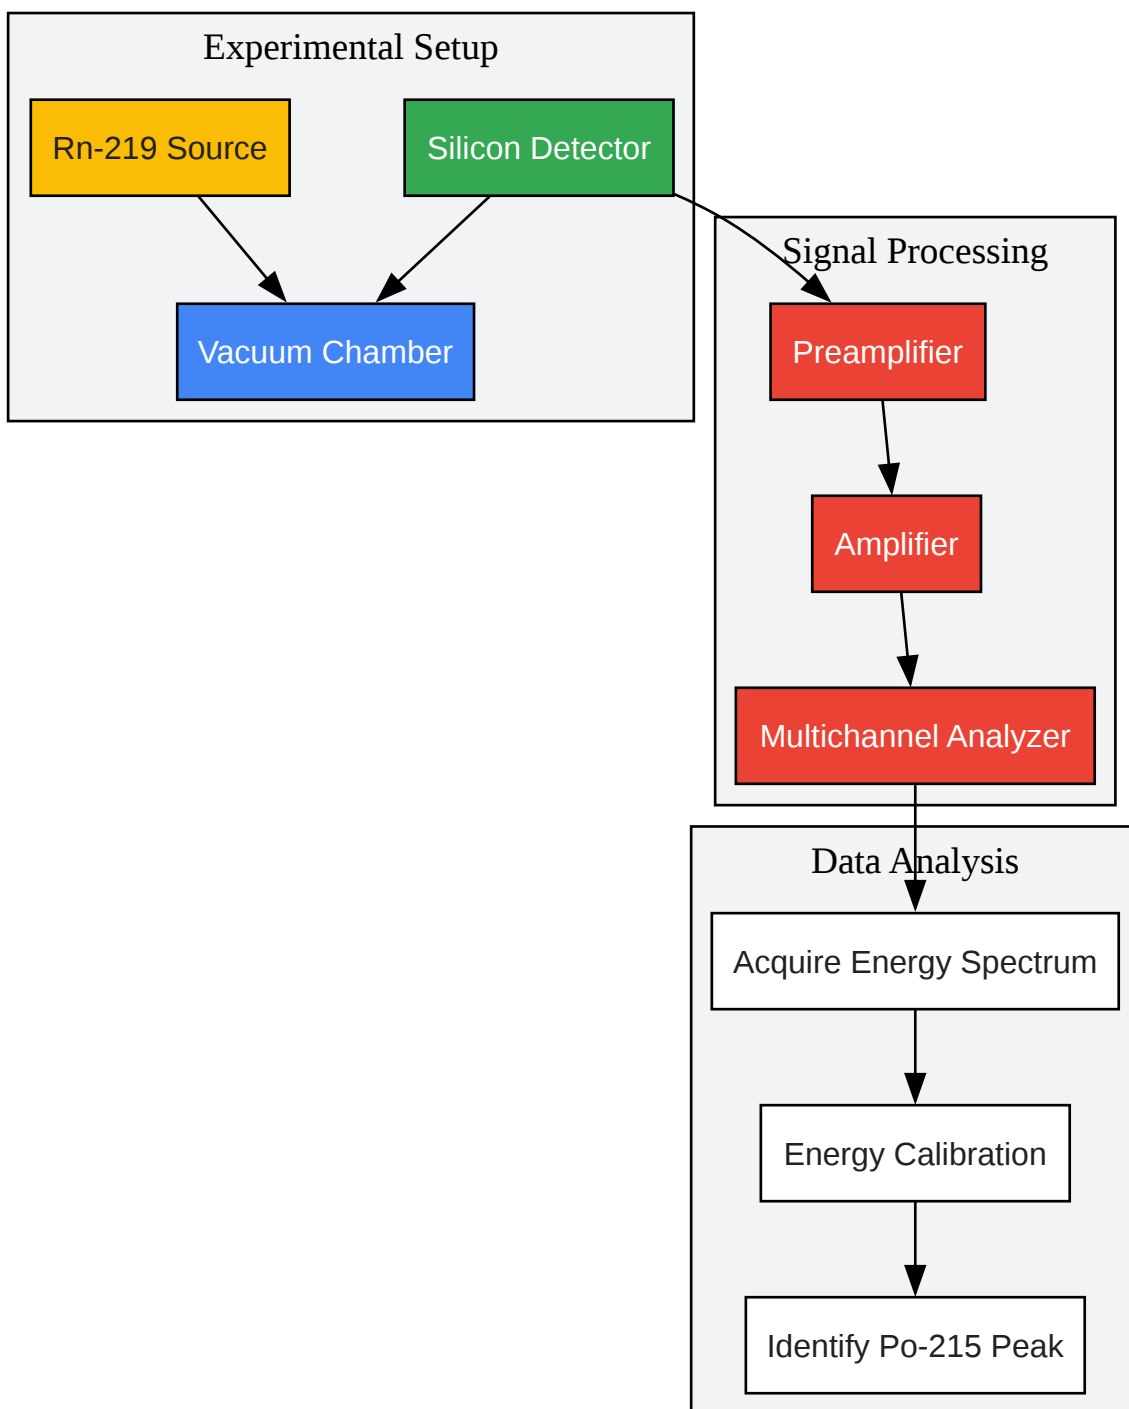 Experimental Setup
Rn-219 Source
Silicon Detector
Vacuum Chamber
Signal Processing
Preamplifier
Amplifier
Multichannel Analyzer
Data Analysis
Acquire Energy Spectrum
Energy Calibration
Identify Po-215 Peak